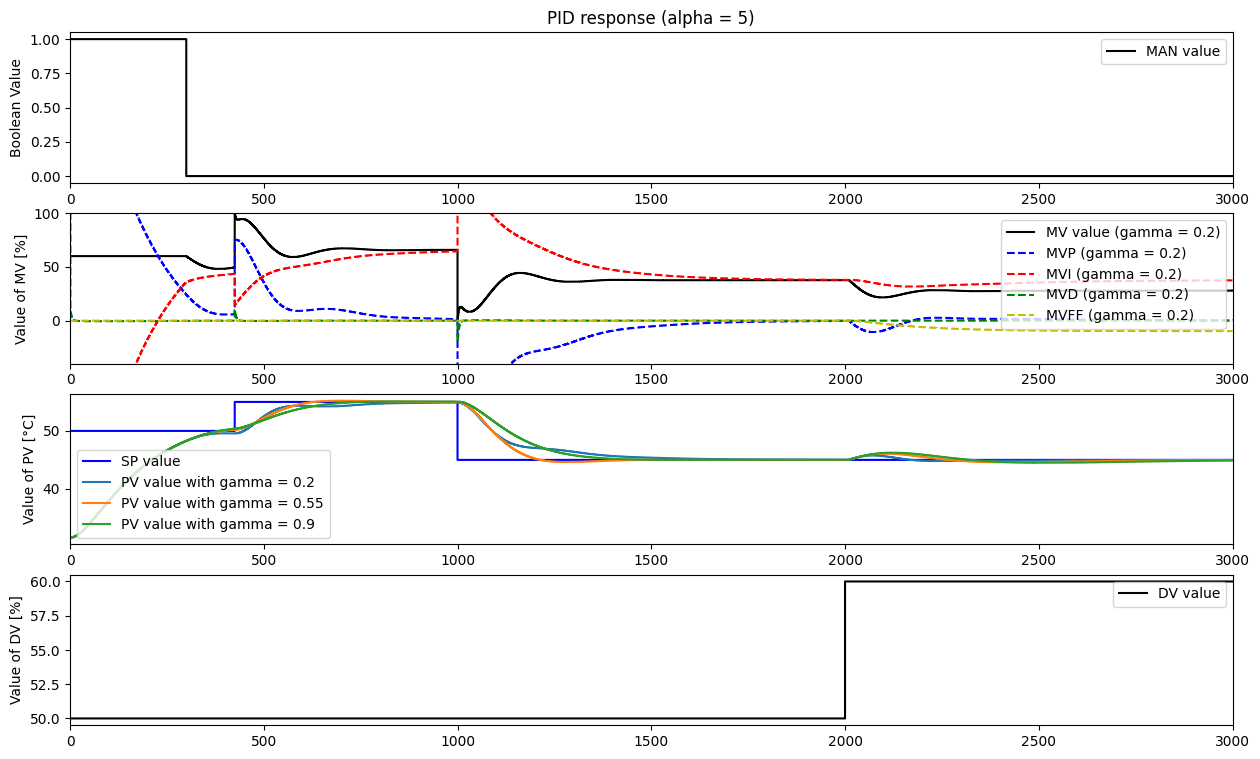 PID response (alpha = 5)
Boolean Value
1.00
0.75
0.50
0.25
0.00
MAN value
0 500 1000 1500 2000 2500 3000
Value of MV [%]
100
50
0
MV value (gamma = 0.2)
MVP (gamma = 0.2)
MVI (gamma = 0.2)
MVD (gamma = 0.2)
MVFF (gamma = 0.2)
0 500 1000 1500 2000 2500 3000
Value of PV [°C]
50
40
SP value
PV value with gamma = 0.2
PV value with gamma = 0.55
PV value with gamma = 0.9
0 500 1000 1500 2000 2500 3000
Value of DV [%]
60.0
57.5
55.0
52.5
50.0
DV value
0 500 1000 1500 2000 2500 3000